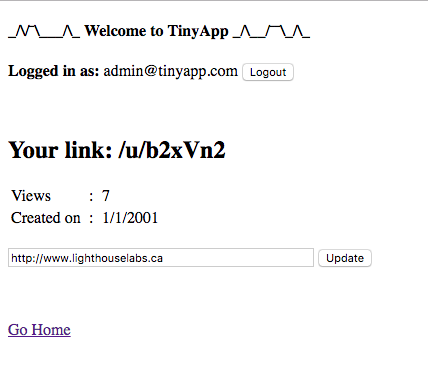 _/\/‾\___/\_ Welcome to TinyApp _/\__/‾‾\_/\_
Logged in as: admin@tinyapp.com Logout
Your link: /u/b2xVn2
Views : 7
Created on : 1/1/2001
http://www.lighthouselabs.ca Update
Go Home